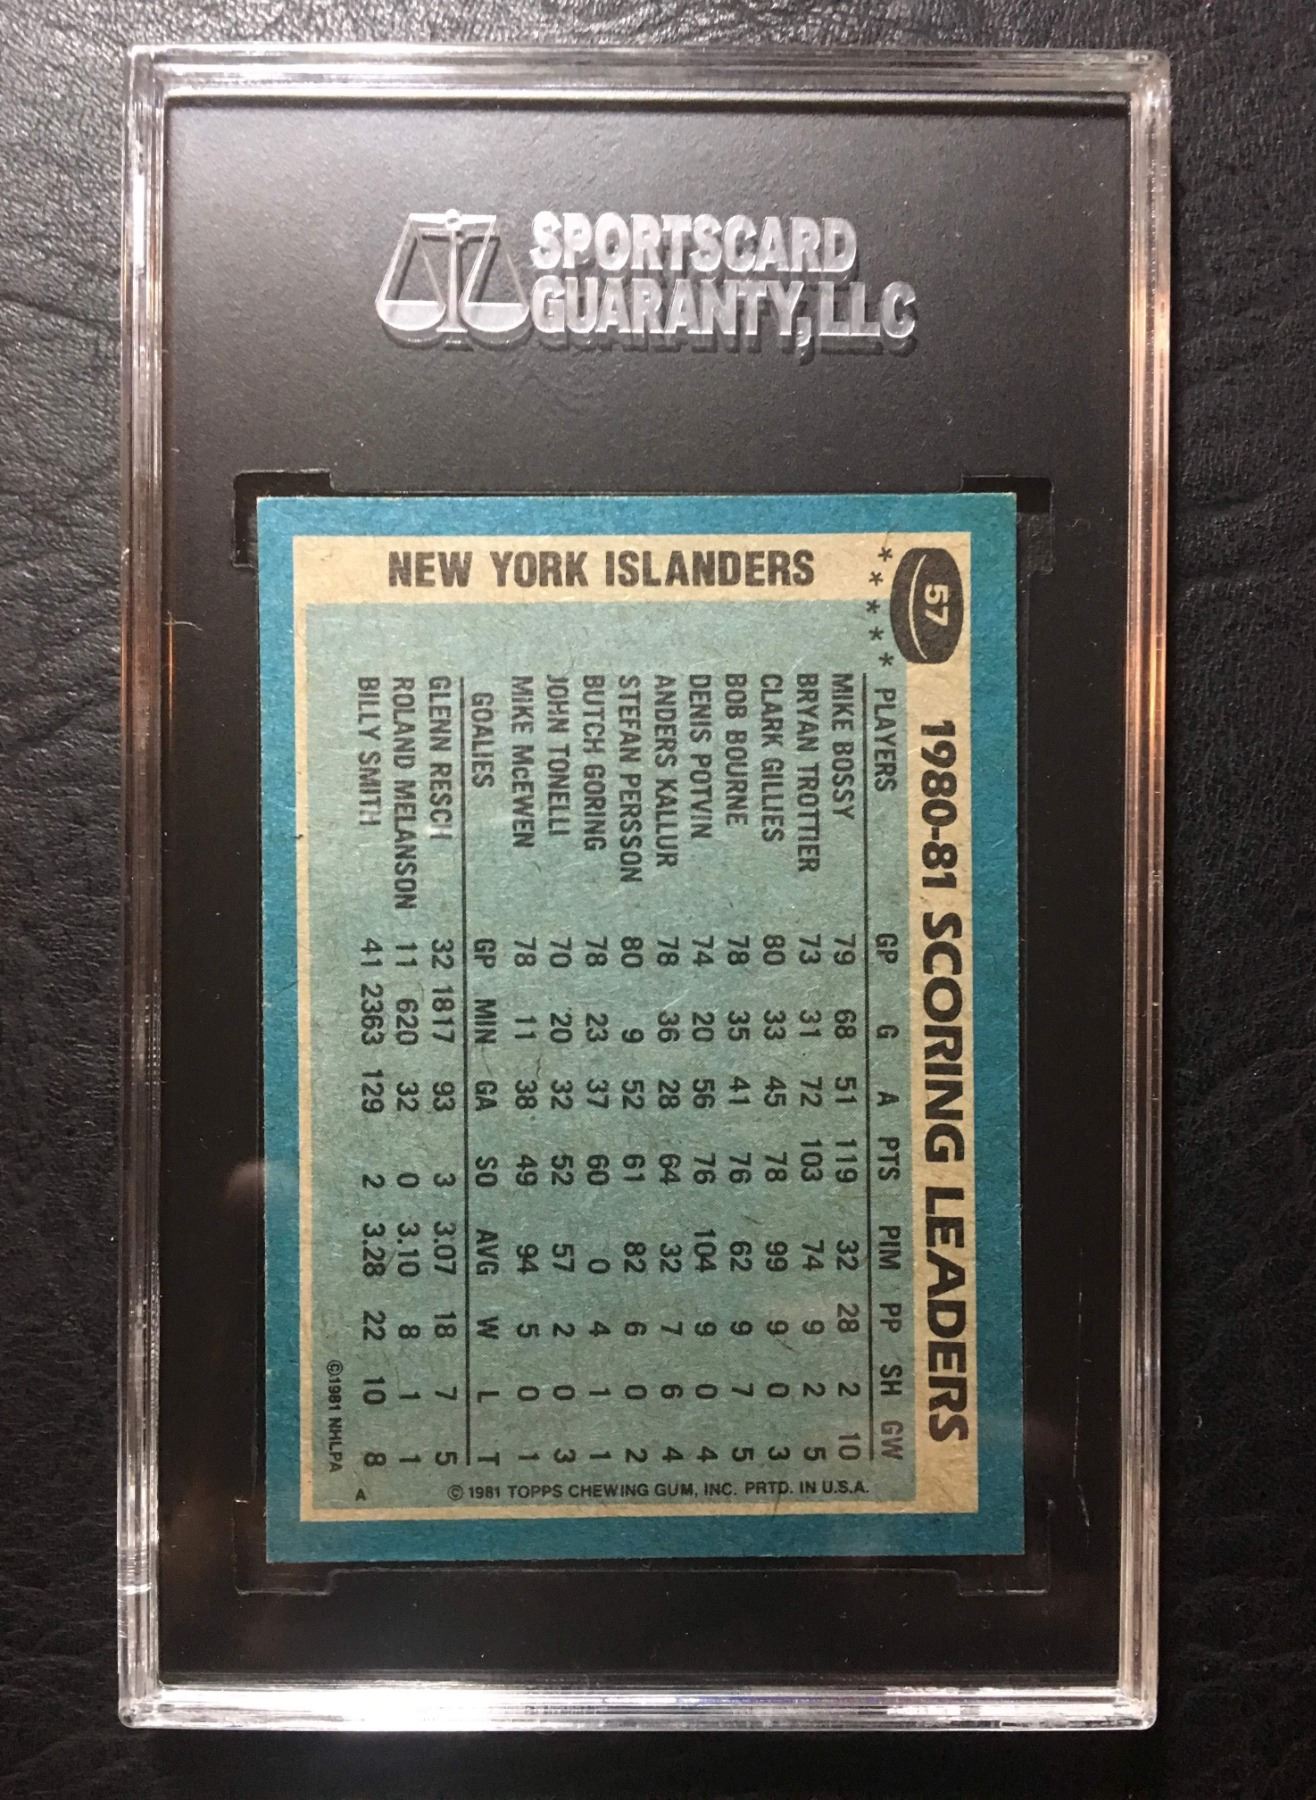 SPORTSCARD
GUARANTY, LLC
57
1980-81 SCORING LEADERS
NEW YORK ISLANDERS
* * * * *
PLAYERS GP G A PTS PIM PP SH GW
MIKE BOSSY 79 68 51 119 32 28 2 10
BRYAN TROTTIER 73 31 72 103 74 9 2 5
CLARK GILLIES 80 33 45 78 99 9 0 3
BOB BOURNE 78 35 41 76 62 9 7 5
DENIS POTVIN 74 20 56 76 104 9 0 4
ANDERS KALLUR 78 36 28 64 32 7 6 4
STEFAN PERSSON 80 9 52 61 82 6 0 2
BUTCH GORING 78 23 37 60 0 4 1 1
JOHN TONELLI 70 20 32 52 57 2 0 3
MIKE McEWEN 78 11 38 49 94 5 0 1
GOALIES GP MIN GA SO AVG W L T
GLENN RESCH 32 1817 93 3 3.07 18 7 5
ROLAND MELANSON 11 620 32 0 3.10 8 1 1
BILLY SMITH 41 2363 129 2 3.28 22 10 8
©1981 NHLPA
© 1981 TOPPS CHEWING GUM, INC. PRTD. IN U.S.A.
A